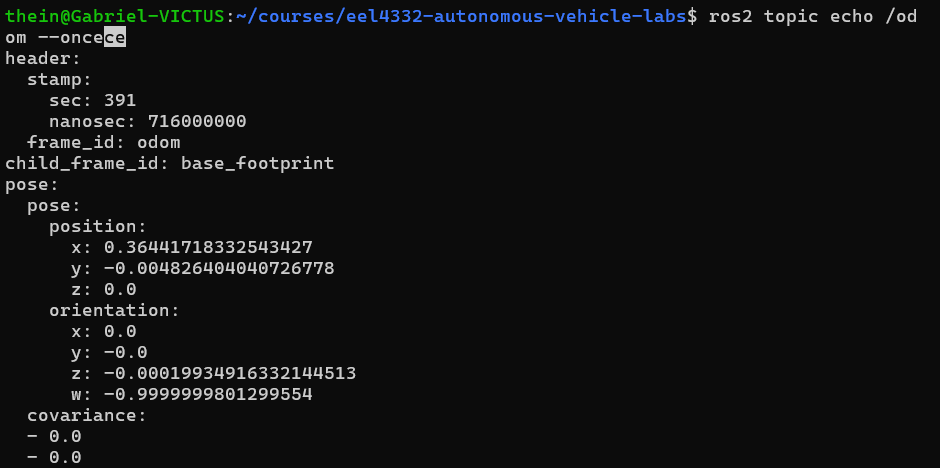 thein@Gabriel-VICTUS:~/courses/eel4332-autonomous-vehicle-labs$ ros2 topic echo /od
om --oncece
header:
  stamp:
    sec: 391
    nanosec: 716000000
  frame_id: odom
child_frame_id: base_footprint
pose:
  pose:
    position:
      x: 0.36441718332543427
      y: -0.004826404040726778
      z: 0.0
    orientation:
      x: 0.0
      y: -0.0
      z: -0.00019934916332144513
      w: -0.9999999801299554
  covariance:
  - 0.0
  - 0.0